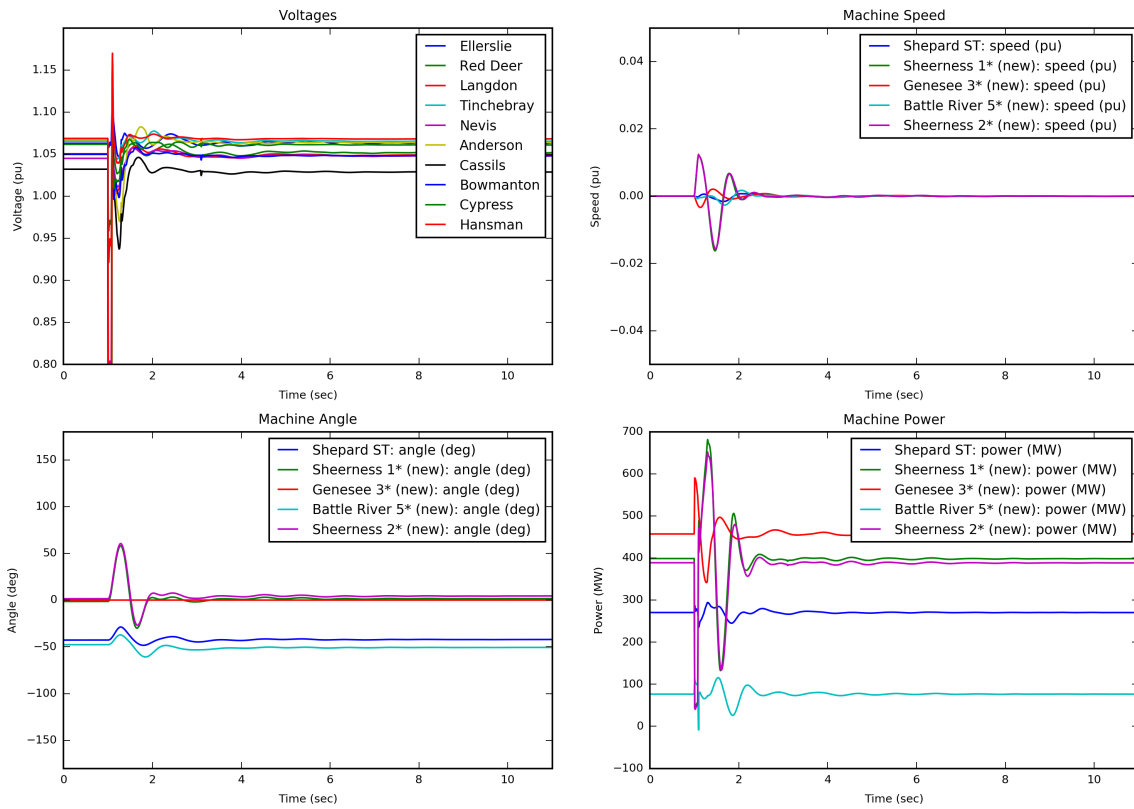 Voltages
1.15
1.10
1.05
1.00
0.95
0.90
0.85
0.80
Voltage (pu)
Ellerslie
Red Deer
Langdon
Tinchebray
Nevis
Anderson
Cassils
Bowmanton
Cypress
Hansman
0 2 4 6 8 10
Time (sec)
Machine Speed
0.04
0.02
0.00
−0.02
−0.04
Speed (pu)
Shepard ST: speed (pu)
Sheerness 1* (new): speed (pu)
Genesee 3* (new): speed (pu)
Battle River 5* (new): speed (pu)
Sheerness 2* (new): speed (pu)
0 2 4 6 8 10
Time (sec)
Machine Angle
150
100
50
0
−50
−100
−150
Angle (deg)
Shepard ST: angle (deg)
Sheerness 1* (new): angle (deg)
Genesee 3* (new): angle (deg)
Battle River 5* (new): angle (deg)
Sheerness 2* (new): angle (deg)
0 2 4 6 8 10
Time (sec)
Machine Power
700
600
500
400
300
200
100
0
−100
Power (MW)
Shepard ST: power (MW)
Sheerness 1* (new): power (MW)
Genesee 3* (new): power (MW)
Battle River 5* (new): power (MW)
Sheerness 2* (new): power (MW)
0 2 4 6 8 10
Time (sec)